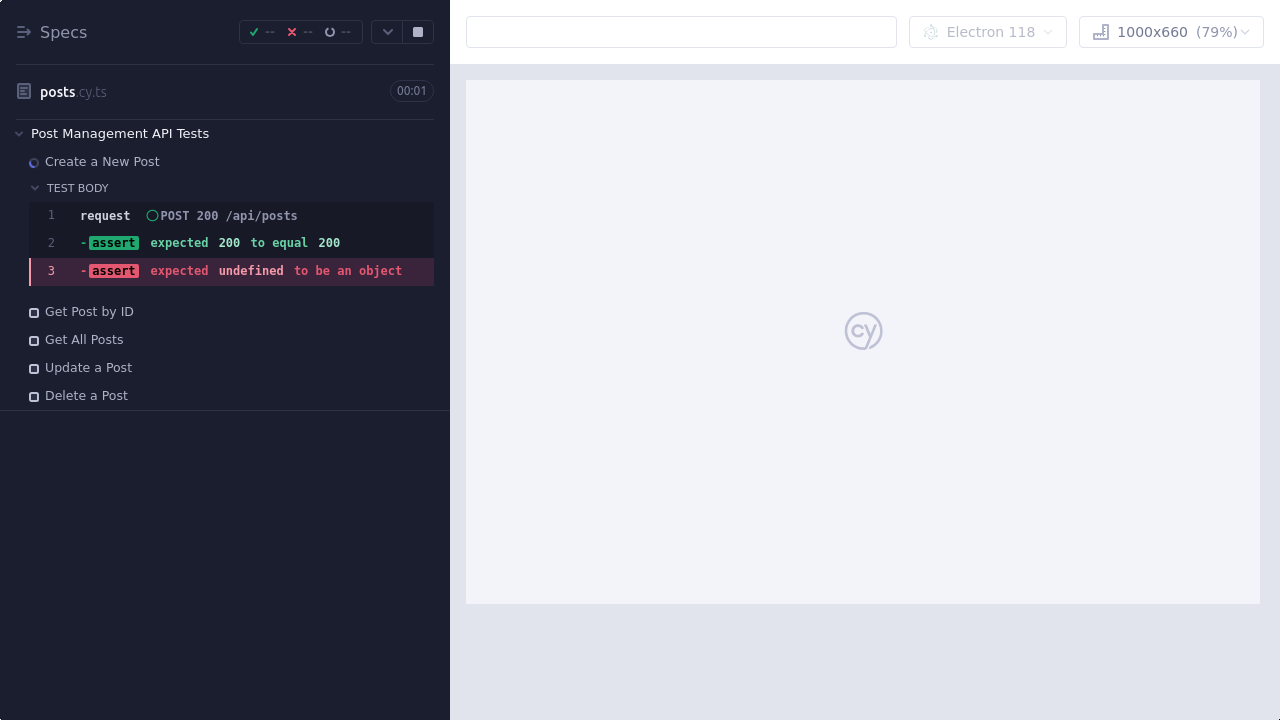 Specs
--
--
--
posts.cy.ts
00:01
Post Management API Tests
Create a New Post
TEST BODY
1 request POST 200 /api/posts
2 -assert expected 200 to equal 200
3 -assert expected undefined to be an object
Get Post by ID
Get All Posts
Update a Post
Delete a Post
Electron 118
1000x660 (79%)
cy